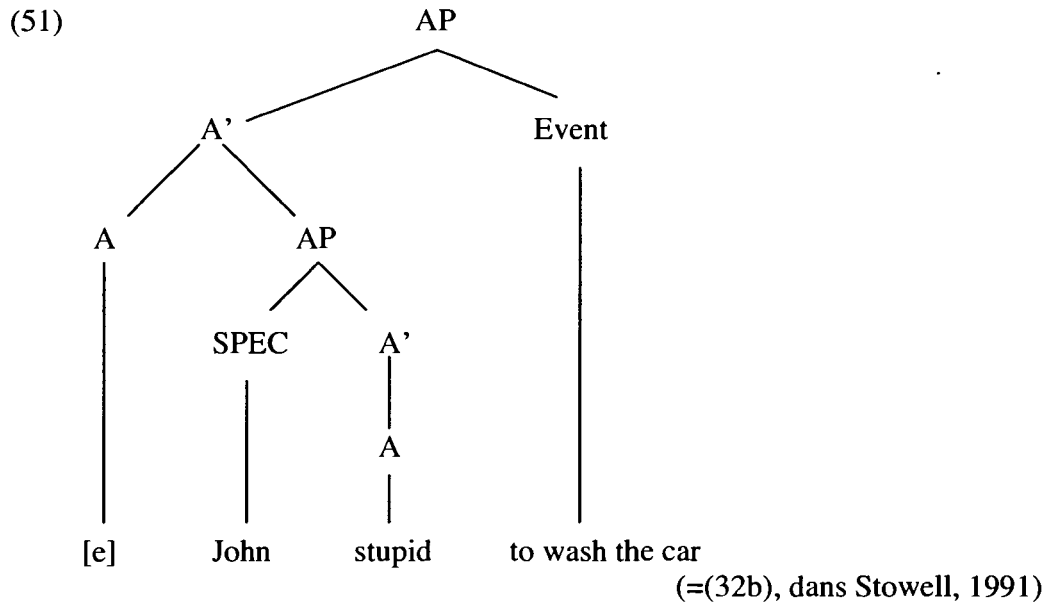 (51) AP
A’ Event
A AP
SPEC A’
A
[e] John stupid to wash the car
(=(32b), dans Stowell, 1991)